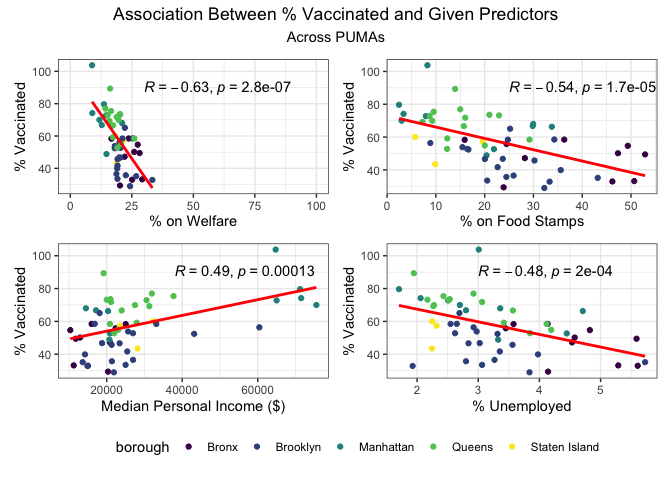 Association Between % Vaccinated and Given Predictors
Across PUMAs
% Vaccinated
100
80
60
40
R = −0.63, p = 2.8e-07
0 25 50 75 100
% on Welfare
% Vaccinated
100
80
60
40
R = −0.54, p = 1.7e-05
0 10 20 30 40 50
% on Food Stamps
% Vaccinated
100
80
60
40
R = 0.49, p = 0.00013
20000 40000 60000
Median Personal Income ($)
% Vaccinated
100
80
60
40
R = −0.48, p = 2e-04
2 3 4 5
% Unemployed
borough Bronx Brooklyn Manhattan Queens Staten Island